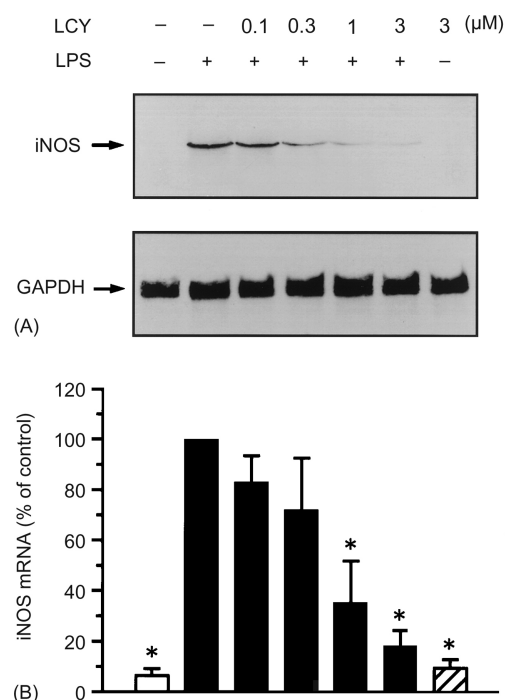 LCY – – 0.1 0.3 1 3 3 (µM)
LPS – + + + + + –
iNOS
GAPDH
(A)
120
100
80
60
40
20
0
iNOS mRNA (% of control)
* * * *
(B)